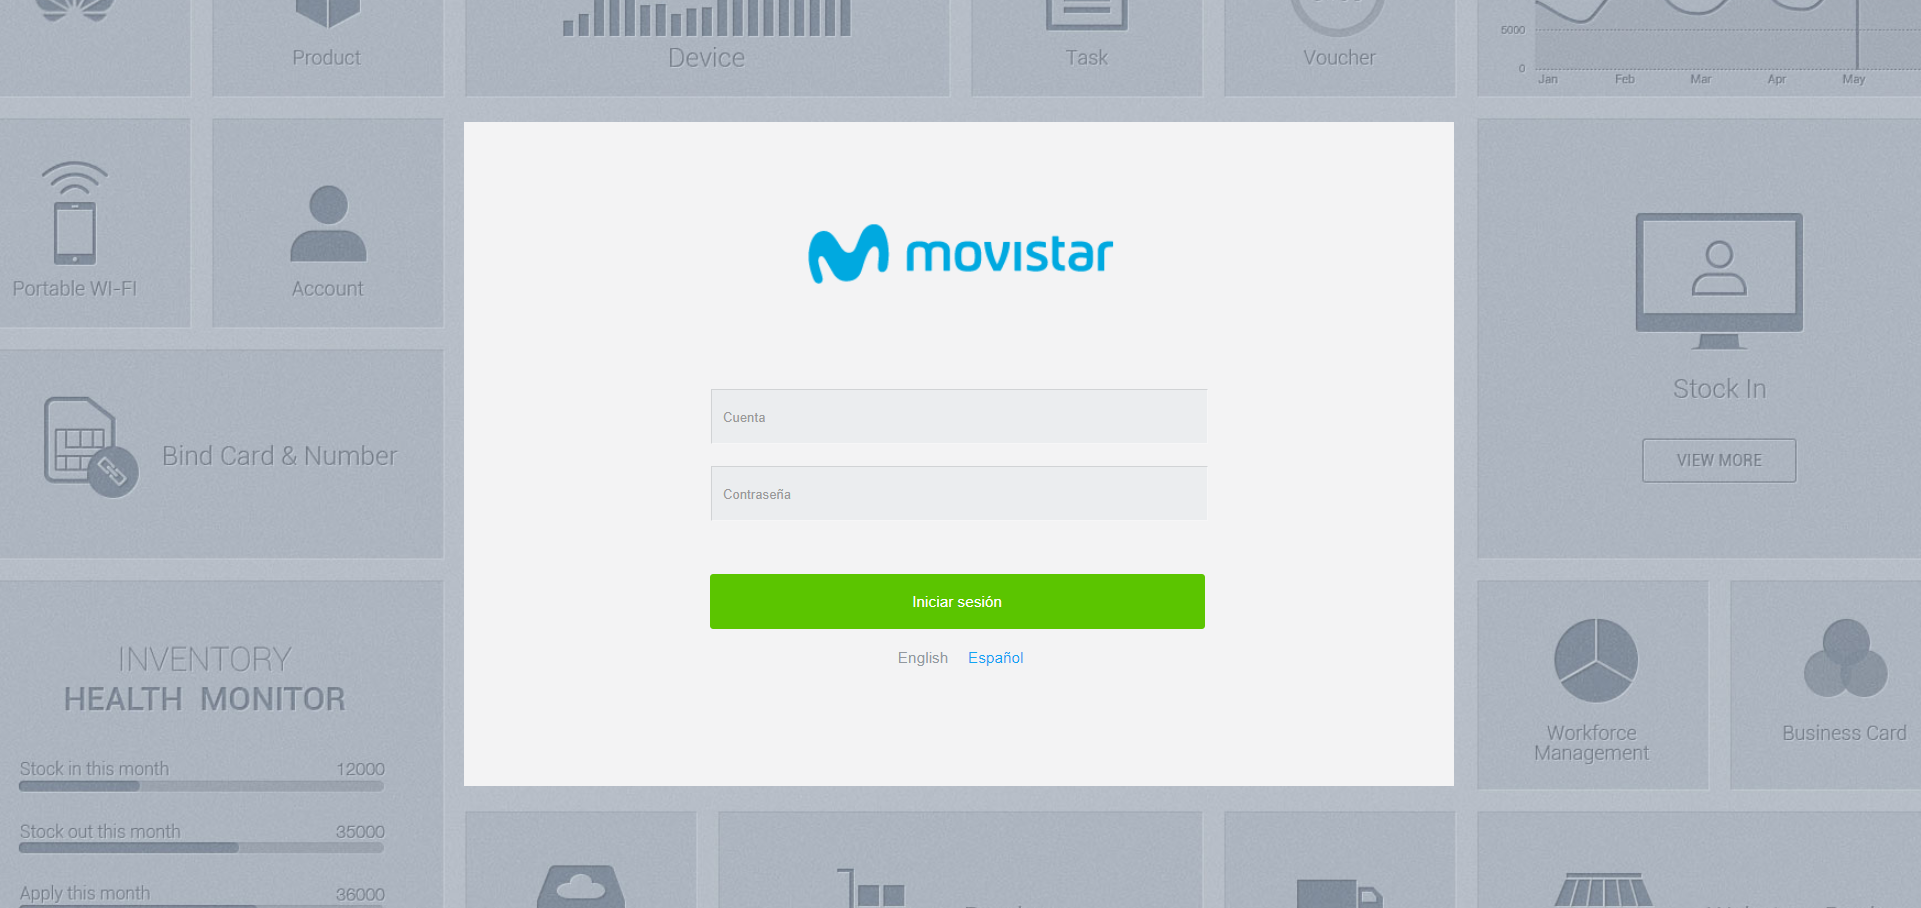 Product
Device
Task
Voucher
5000
0
Jan Feb Mar Apr May
Portable WI-FI
Account
movistar
Stock In
VIEW MORE
Cuenta
Contraseña
Bind Card & Number
Iniciar sesión
English Español
INVENTORY
HEALTH MONITOR
Stock in this month 12000
Stock out this month 35000
Apply this month 36000
Workforce
Management
Business Card